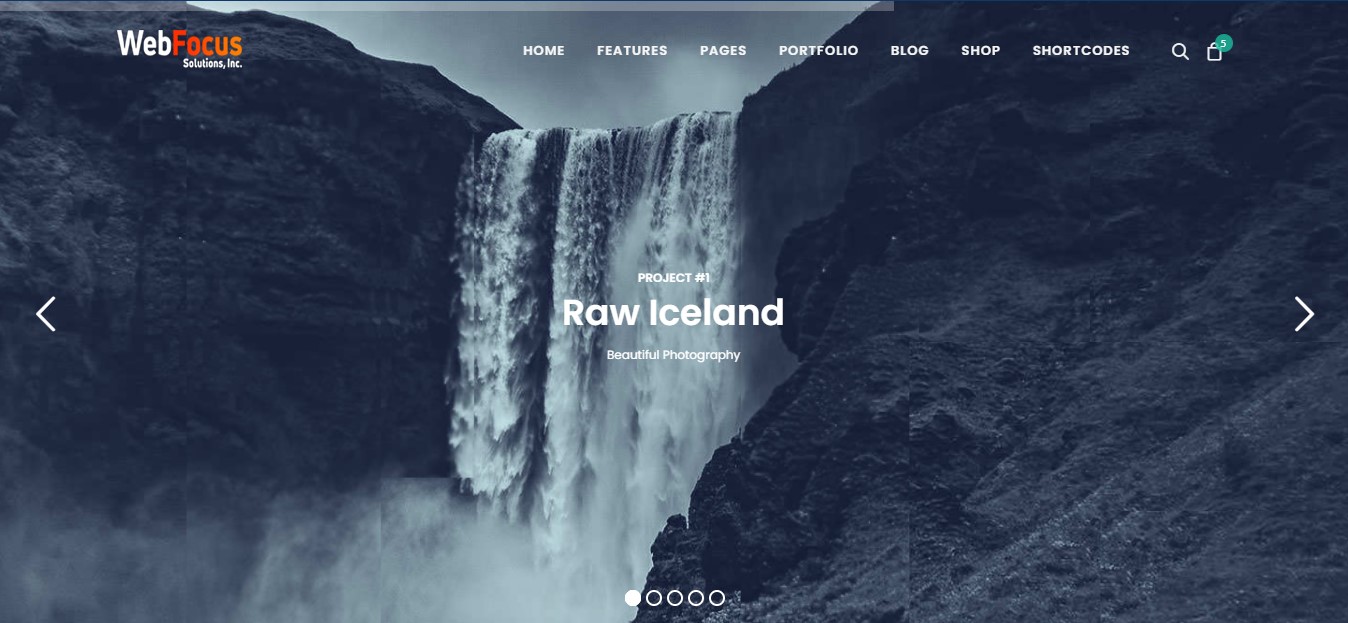 WebFocus
Solutions, Inc.
HOME FEATURES PAGES PORTFOLIO BLOG SHOP SHORTCODES
5
PROJECT #1
Raw Iceland
Beautiful Photography